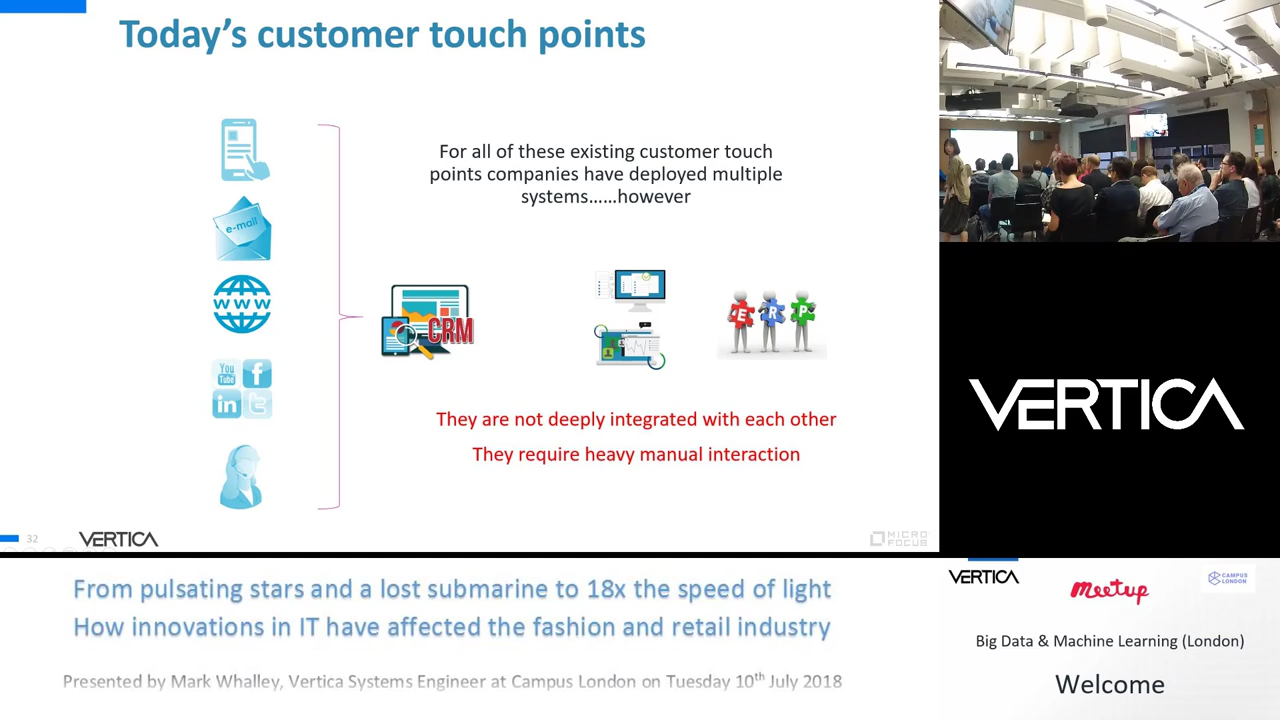 Today's customer touch points
For all of these existing customer touch
points companies have deployed multiple
systems......however
e-mail
WWW
You
Tube
f
in
t
CRM
E R P
They are not deeply integrated with each other
They require heavy manual interaction
32
VERTICA
MICRO
FOCUS
VERTICA
From pulsating stars and a lost submarine to 18x the speed of light
How innovations in IT have affected the fashion and retail industry
Presented by Mark Whalley, Vertica Systems Engineer at Campus London on Tuesday 10th July 2018
VERTICA
meetup
CAMPUS
LONDON
Big Data & Machine Learning (London)
Welcome